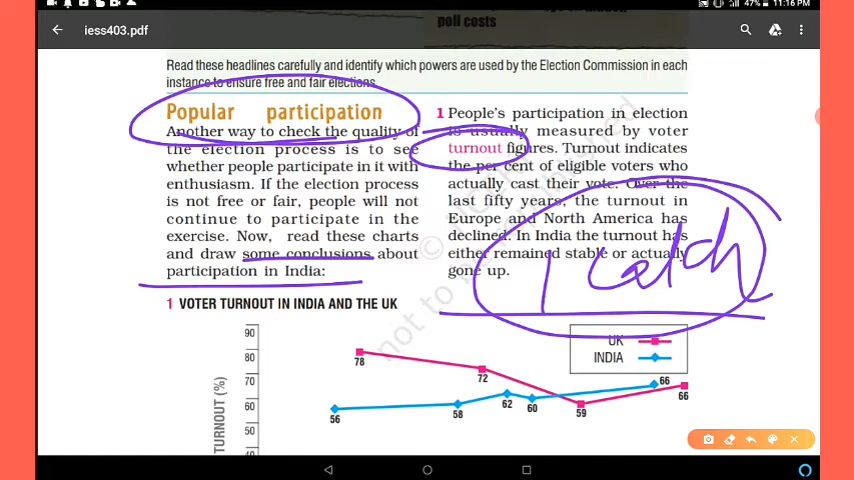 47% 11:16 PM
iess403.pdf
poll costs
Read these headlines carefully and identify which powers are used by the Election Commission in each
instance to ensure free and fair elections.
Popular participation
Another way to check the quality of
the election process is to see
whether people participate in it with
enthusiasm. If the election process
is not free or fair, people will not
continue to participate in the
exercise. Now, read these charts
and draw some conclusions about
participation in India:
1 People's participation in election
is usually measured by voter
turnout figures. Turnout indicates
the per cent of eligible voters who
actually cast their vote. Over the
last fifty years, the turnout in
Europe and North America has
declined. In India the turnout has
either remained stable or actually
gone up.
1 VOTER TURNOUT IN INDIA AND THE UK
TURNOUT (%)
90
80
70
60
50
UK
INDIA
78
72
59
66
56
58
62
60
66
not to